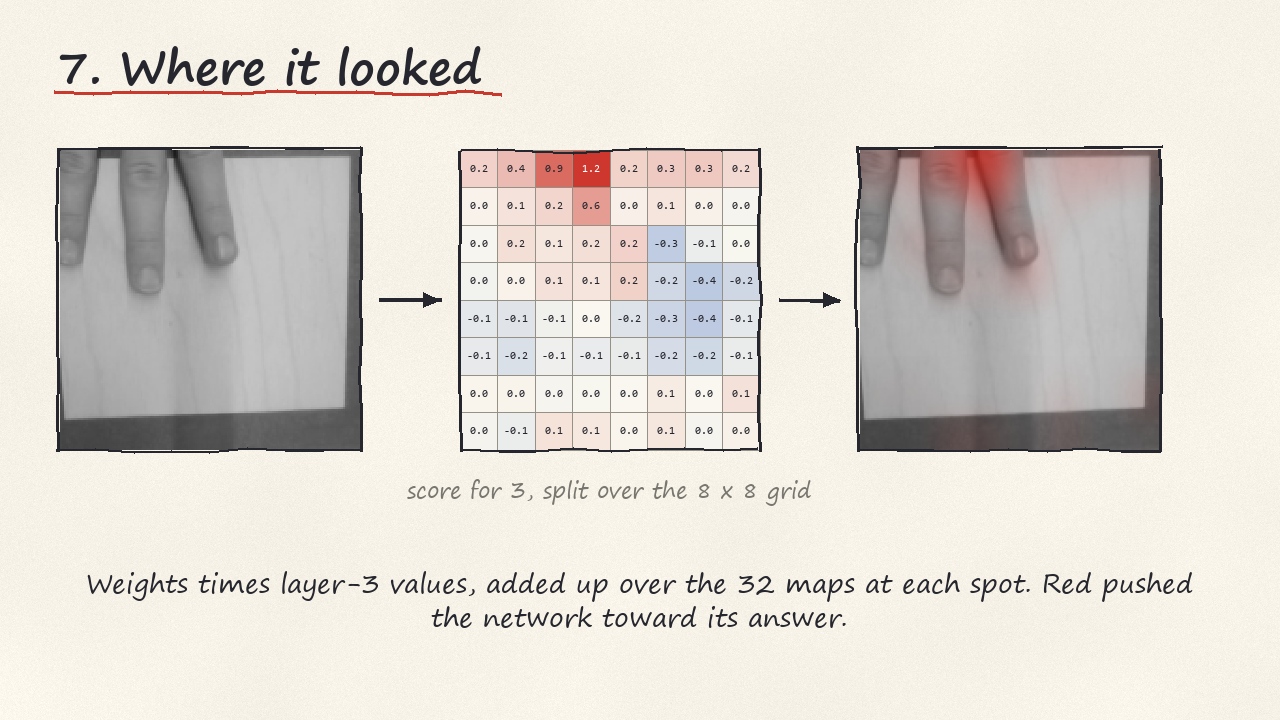 7. Where it looked
0.2 0.4 0.9 1.2 0.2 0.3 0.3 0.2
0.0 0.1 0.2 0.6 0.0 0.1 0.0 0.0
0.0 0.2 0.1 0.2 0.2 -0.3 -0.1 0.0
0.0 0.0 0.1 0.1 0.2 -0.2 -0.4 -0.2
-0.1 -0.1 -0.1 0.0 -0.2 -0.3 -0.4 -0.1
-0.1 -0.2 -0.1 -0.1 -0.1 -0.2 -0.2 -0.1
0.0 0.0 0.0 0.0 0.0 0.1 0.0 0.1
0.0 -0.1 0.1 0.1 0.0 0.1 0.0 0.0
score for 3, split over the 8 x 8 grid
Weights times layer-3 values, added up over the 32 maps at each spot. Red pushed
the network toward its answer.